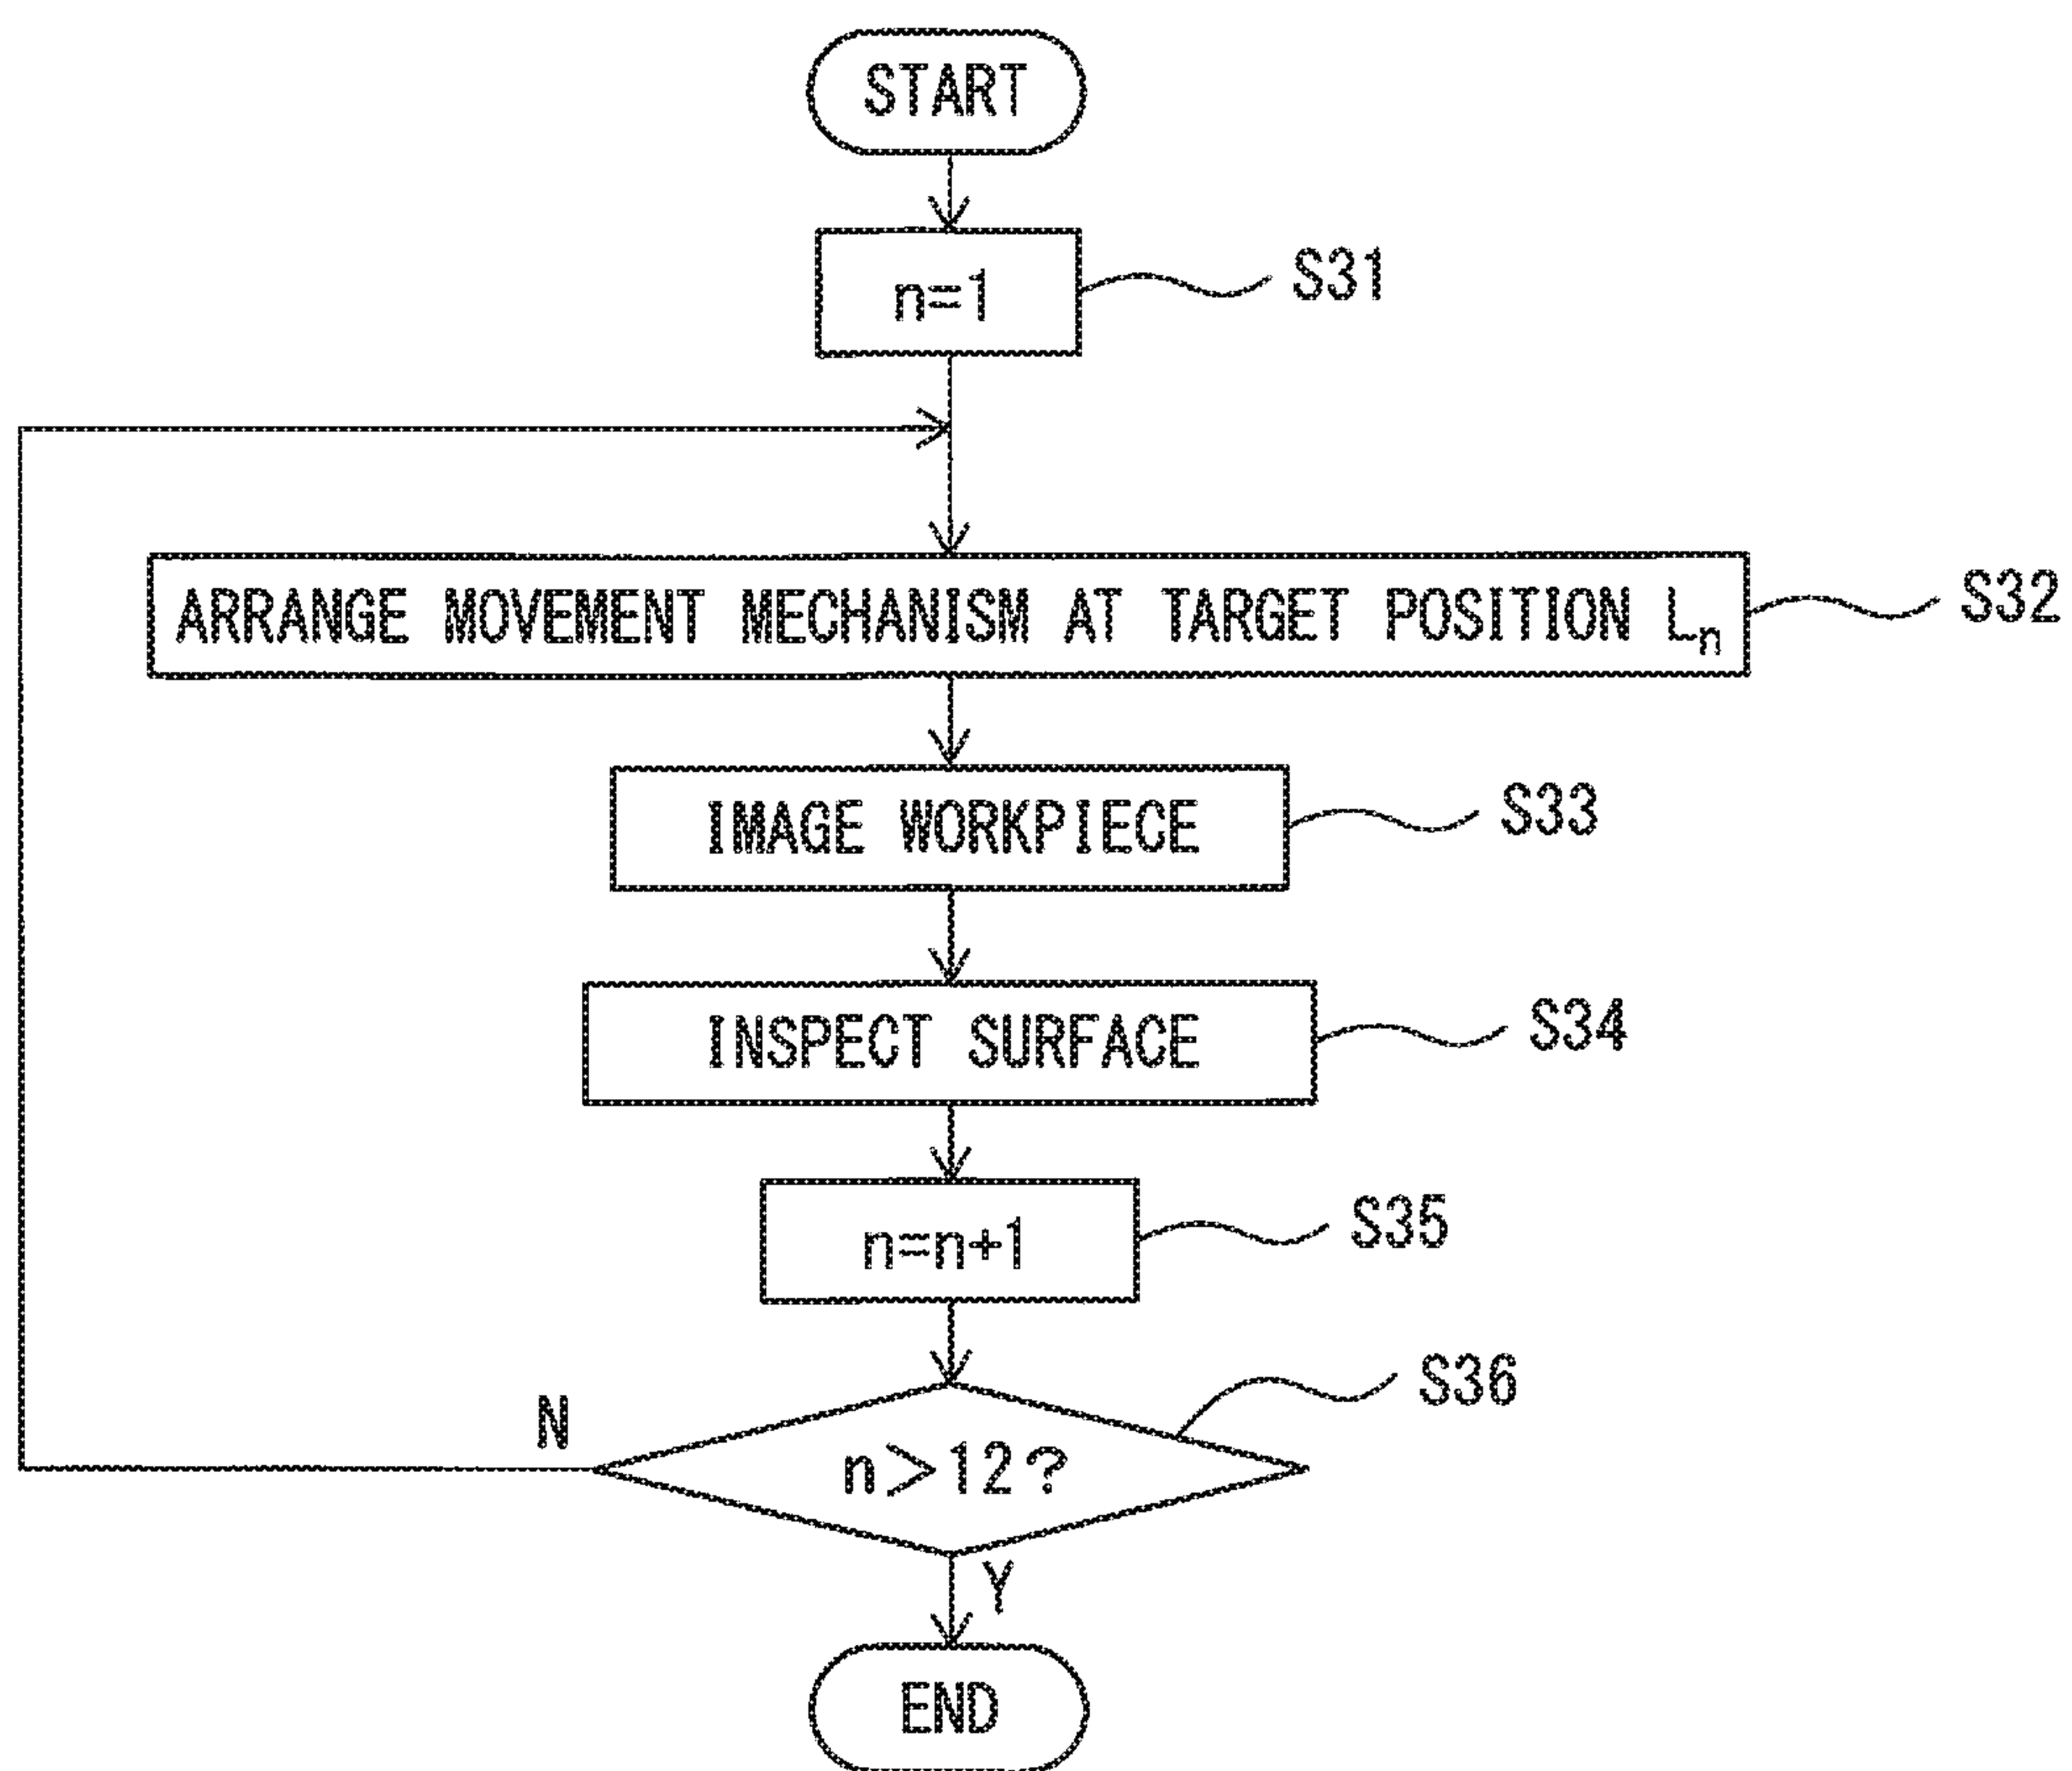 START
n=1
S31
ARRANGE MOVEMENT MECHANISM AT TARGET POSITION Ln
S32
IMAGE WORKPIECE
S33
INSPECT SURFACE
S34
n=n+1
S35
S36
N
n>12?
Y
END